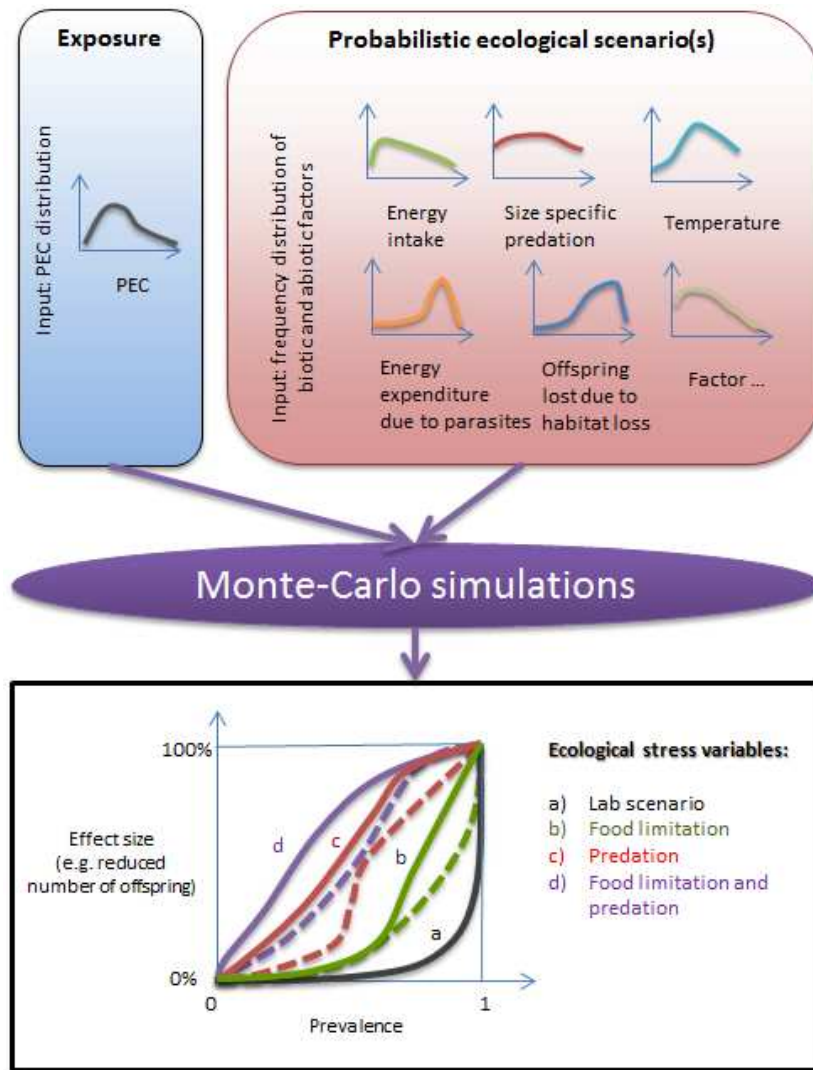 Exposure
Input: PEC distribution
PEC
Probabilistic ecological scenario(s)
Input: frequency distribution of
biotic and abiotic factors
Energy
intake
Size specific
predation
Temperature
Energy
expenditure
due to parasites
Offspring
lost due to
habitat loss
Factor ...
Monte-Carlo simulations
100%
Effect size
(e.g. reduced
number of offspring)
0%
0
1
Prevalence
d
c
b
a
Ecological stress variables:
a) Lab scenario
b) Food limitation
c) Predation
d) Food limitation and
predation